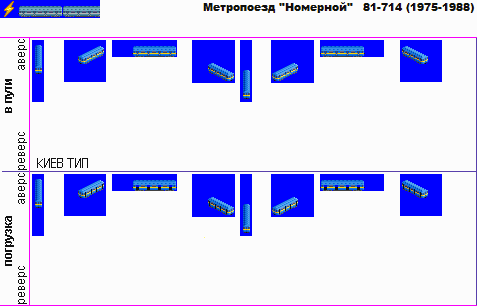 Метропоезд "Номерной" 81-714 (1975-1988)
аверс
в пути
реверс
КИЕВ ТИП
аверс
погрузка
реверс